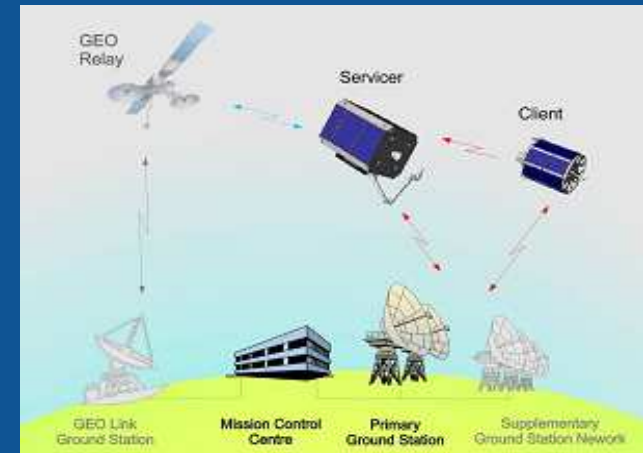 GEO
Relay
Servicer
Client
GEO Link
Ground Station
Mission Control
Centre
Primary
Ground Station
Supplementary
Ground Station Nework